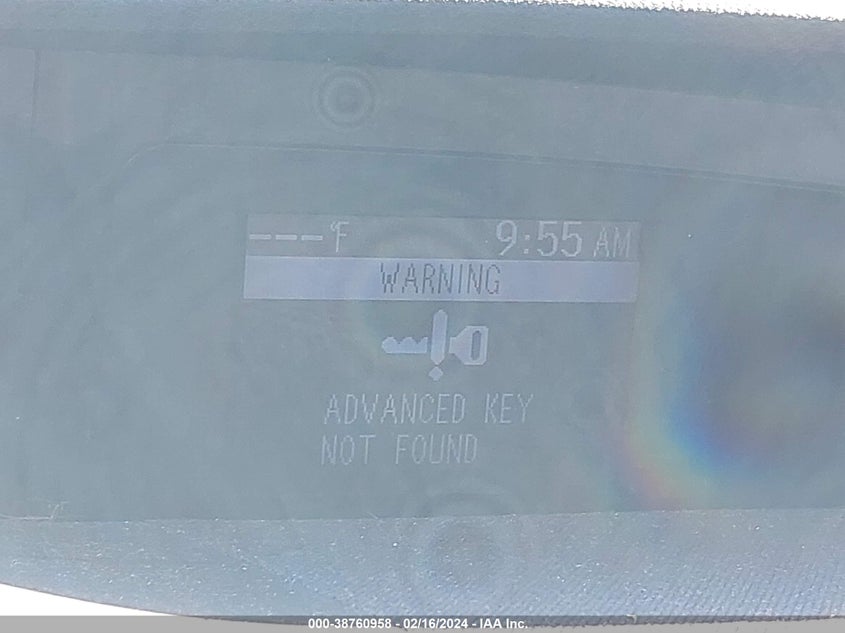 ---°F 9:55 AM
WARNING
ADVANCED KEY
NOT FOUND
000-38760958 - 02/16/2024 - IAA Inc.